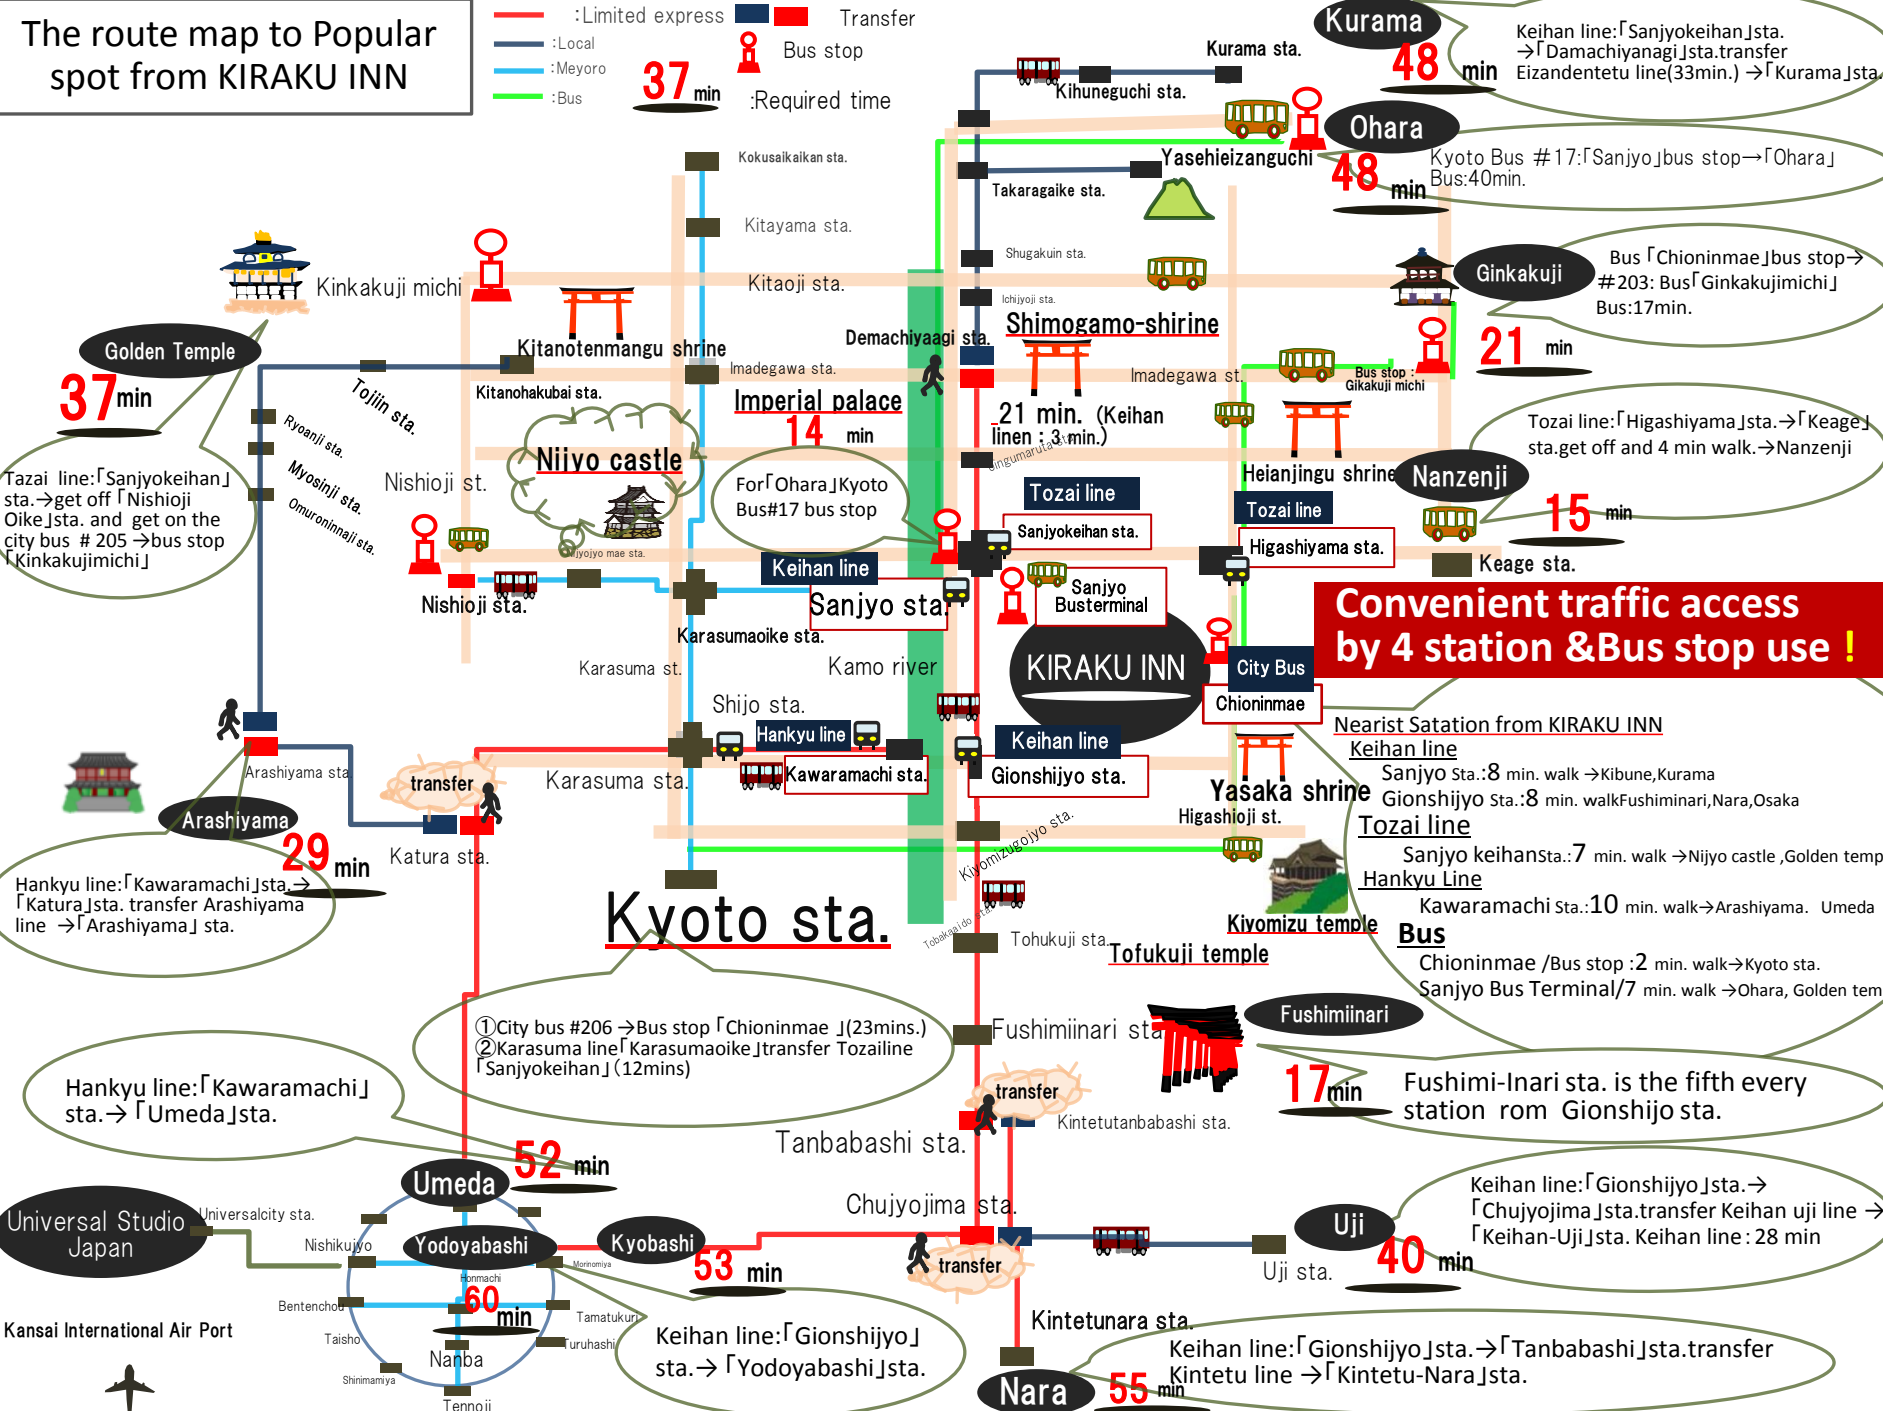 The route map to Popular
spot from KIRAKU INN
:Limited express
Transfer
:Local
Bus stop
:Meyoro
:Bus
37 min
:Required time
Kurama
48 min
Keihan line:「Sanjyokeihan」sta.
→「Damachiyanagi」sta.transfer
Eizandentetu line(33min.) →「Kurama」sta.
Kurama sta.
Kihuneguchi sta.
Ohara
48 min
Kyoto Bus #17:「Sanjyo」bus stop→「Ohara」
Bus:40min.
Yasehieizanguchi
Takaragaike sta.
Kokusaikaikan sta.
Kitayama sta.
Shugakuin sta.
Kitaoji sta.
Ichijyoji sta.
Kinkakuji michi
Ginkakuji
Bus「Chioninmae」bus stop→
#203: Bus「Ginkakujimichi」
Bus:17min.
21 min
Shimogamo-shirine
Demachiyaagi sta.
Golden Temple
37 min
Kitanotenmangu shrine
Tojiin sta.
Kitanohakubai sta.
Imadegawa sta.
Imadegawa st.
Bus stop :
Gikakuji michi
Imperial palace
14 min
21 min. (Keihan
linen : 3 min.)
Jingumaruta sta.
Ryoanji sta.
Myosinji sta.
Omuroninnaji sta.
Nishioji st.
Nijyo castle
Heianjingu shrine
Nanzenji
15 min
Tozai line:「Higashiyama」sta.→「Keage」
sta.get off and 4 min walk.→Nanzenji
Tazai line:「Sanjyokeihan」
sta.→get off「Nishioji
Oike」sta. and get on the
city bus #205→bus stop
「Kinkakujimichi」
For「Ohara」Kyoto
Bus#17 bus stop
Tozai line
Sanjyokeihan sta.
Tozai line
Higashiyama sta.
Keage sta.
Nijyojyo mae sta.
Keihan line
Sanjyo sta.
Sanjyo
Busterminal
Nishioji sta.
Karasumaoike sta.
Convenient traffic access
by 4 station &Bus stop use !
Karasuma st.
Kamo river
KIRAKU INN
City Bus
Chioninmae
Shijo sta.
Hankyu line
Kawaramachi sta.
Keihan line
Gionshijyo sta.
Karasuma sta.
Yasaka shrine
Higashioji st.
Nearist Satation from KIRAKU INN
Keihan line
Sanjyo Sta.:8 min. walk →Kibune,Kurama
Gionshijyo Sta.:8 min. walkFushiminari,Nara,Osaka
Tozai line
Sanjyo keihanSta.:7 min. walk →Nijyo castle ,Golden temp
Hankyu Line
Kawaramachi Sta.:10 min. walk→Arashiyama. Umeda
Bus
Chioninmae /Bus stop :2 min. walk→Kyoto sta.
Sanjyo Bus Terminal/7 min. walk →Ohara, Golden tem
Arashiyama sta.
transfer
Arashiyama
29 min
Katura sta.
Hankyu line:「Kawaramachi」sta.→
「Katura」sta. transfer Arashiyama
line →「Arashiyama」sta.
Kyoto sta.
Kiyomizugojyo sta.
Tobakaaido sta.
Tohukuji sta.
Tofukuji temple
Kiyomizu temple
①City bus #206 →Bus stop「Chioninmae 」(23mins.)
②Karasuma line「Karasumaoike」transfer Tozailine
「Sanjyokeihan」(12mins)
Fushimiinari sta
Fushimiinari
17 min
Fushimi-Inari sta. is the fifth every
station rom Gionshijo sta.
Hankyu line:「Kawaramachi」
sta.→「Umeda」sta.
52 min
transfer
Kintetutanbabashi sta.
Tanbabashi sta.
Umeda
Chujyojima sta.
Universal Studio
Japan
Universalcity sta.
Nishikujyo
Yodoyabashi
Kyobashi
53 min
Morinomiya
Honmachi
60 min
Bentenchou
Tamatukuri
Taisho
Turuhashi
Nanba
Shinimamiya
Tennoji
Kansai International Air Port
transfer
Keihan line:「Gionshijyo」
sta.→「Yodoyabashi」sta.
Uji sta.
Uji
40 min
Keihan line:「Gionshijyo」sta.→
「Chujyojima」sta.transfer Keihan uji line →
「Keihan-Uji」sta. Keihan line : 28 min
Kintetunara sta.
Nara
55 min
Keihan line:「Gionshijyo」sta.→「Tanbabashi」sta.transfer
Kintetu line →「Kintetu-Nara」sta.